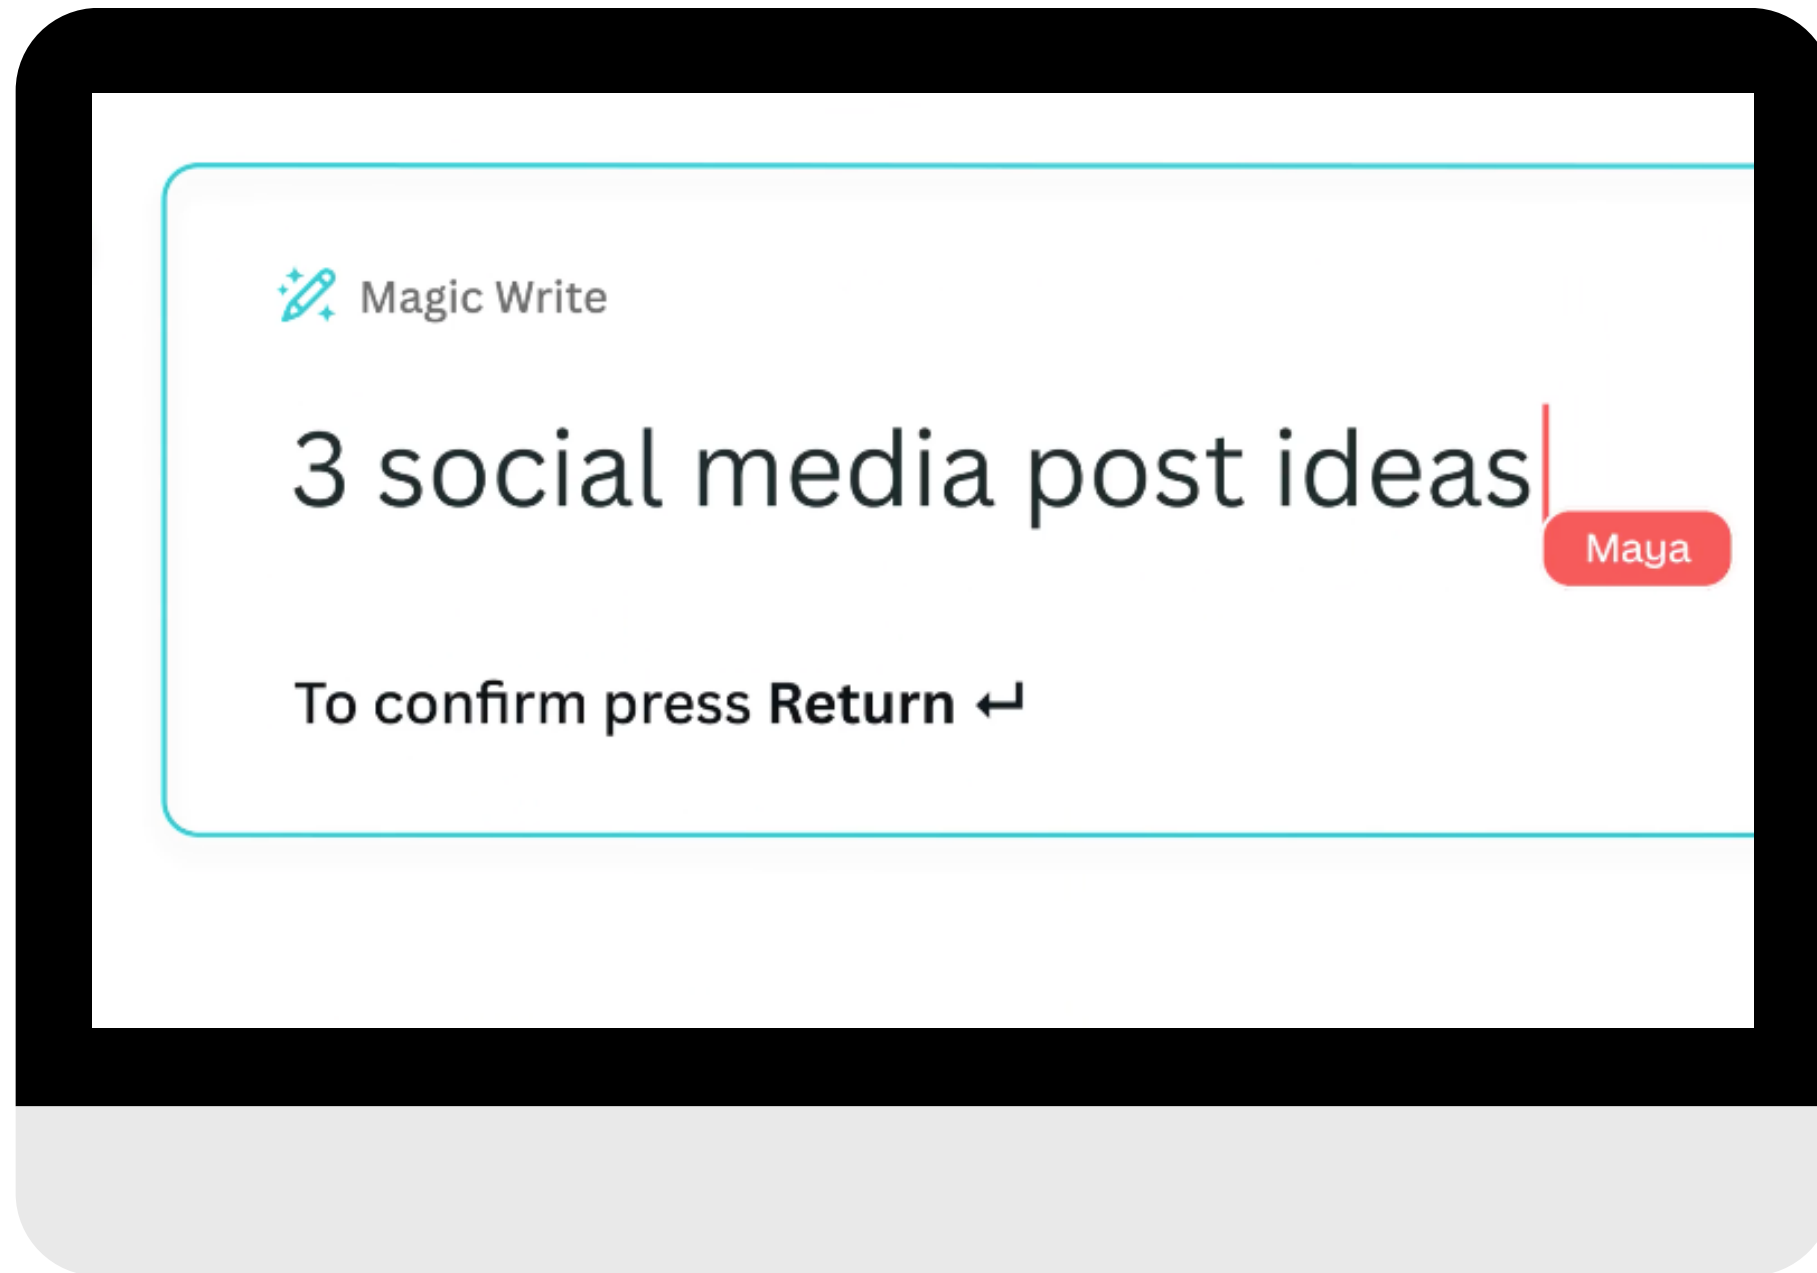 Magic Write
3 social media post ideas
Maya
To confirm press Return ↵